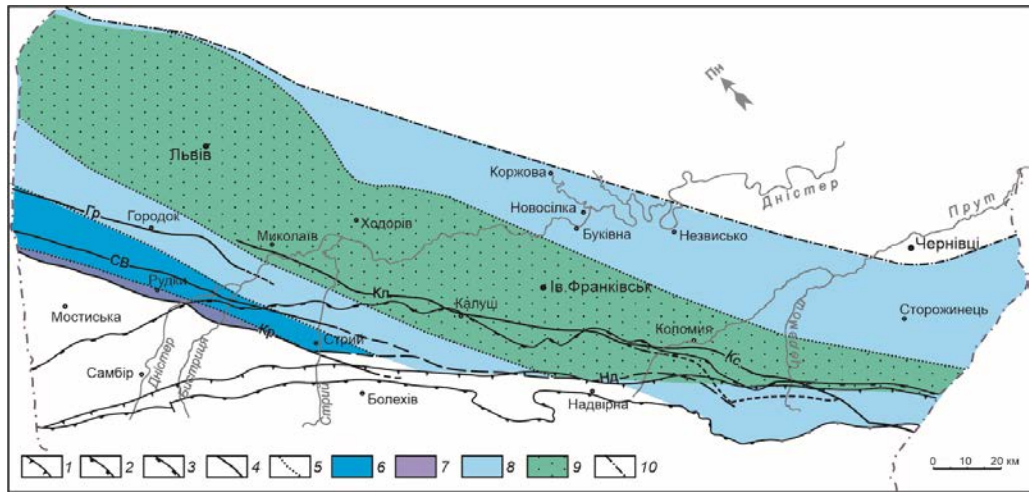 Пн
Львів
Коржова
Дністер
Прут
Новосілка
Гр.
Городок
Ходорів
Буківна
Незвисько
Миколаїв
Чернівці
СВ
Рудки
Кл
Ів.Франківськ
Калуш
Мостиська
Кр.
Стрий
Коломия
Черемош
Сторожинець
Кс
Самбір
Дністер
Бистриця
Стрий
Нд
Болехів
Надвірна
1 2 3 4 5 6 7 8 9 10
0 10 20 км